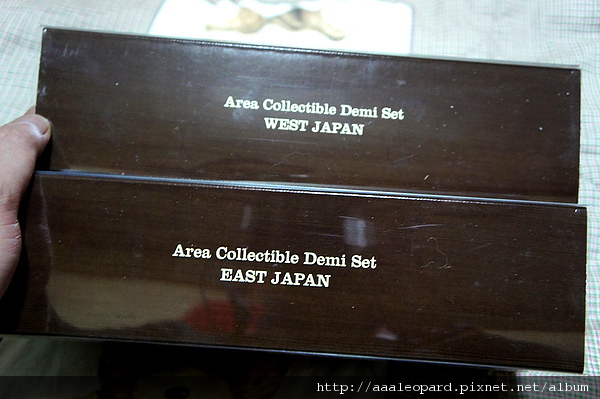 Area Collectible Demi Set
WEST JAPAN
Area Collectible Demi Set
EAST JAPAN
http://aaaleopard.pixnet.net/album